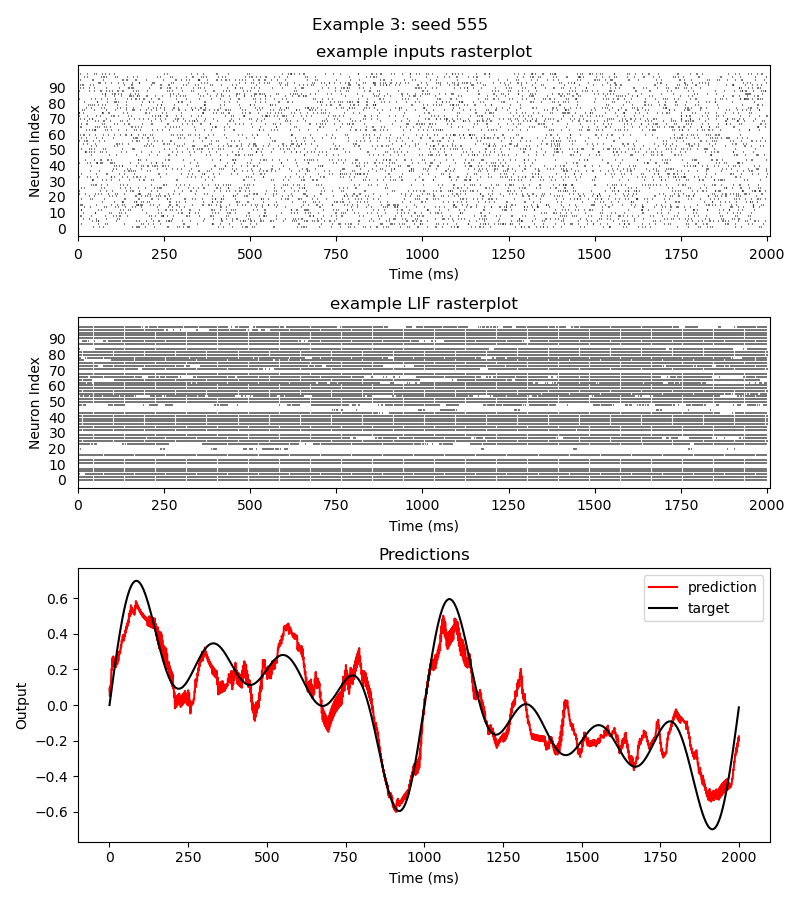 Example 3: seed 555
example inputs rasterplot
Neuron Index
90
80
70
60
50
40
30
20
10
0
0 250 500 750 1000 1250 1500 1750 2000
Time (ms)
example LIF rasterplot
Neuron Index
90
80
70
60
50
40
30
20
10
0
0 250 500 750 1000 1250 1500 1750 2000
Time (ms)
Predictions
Output
0.6
0.4
0.2
0.0
−0.2
−0.4
−0.6
prediction
target
0 250 500 750 1000 1250 1500 1750 2000
Time (ms)